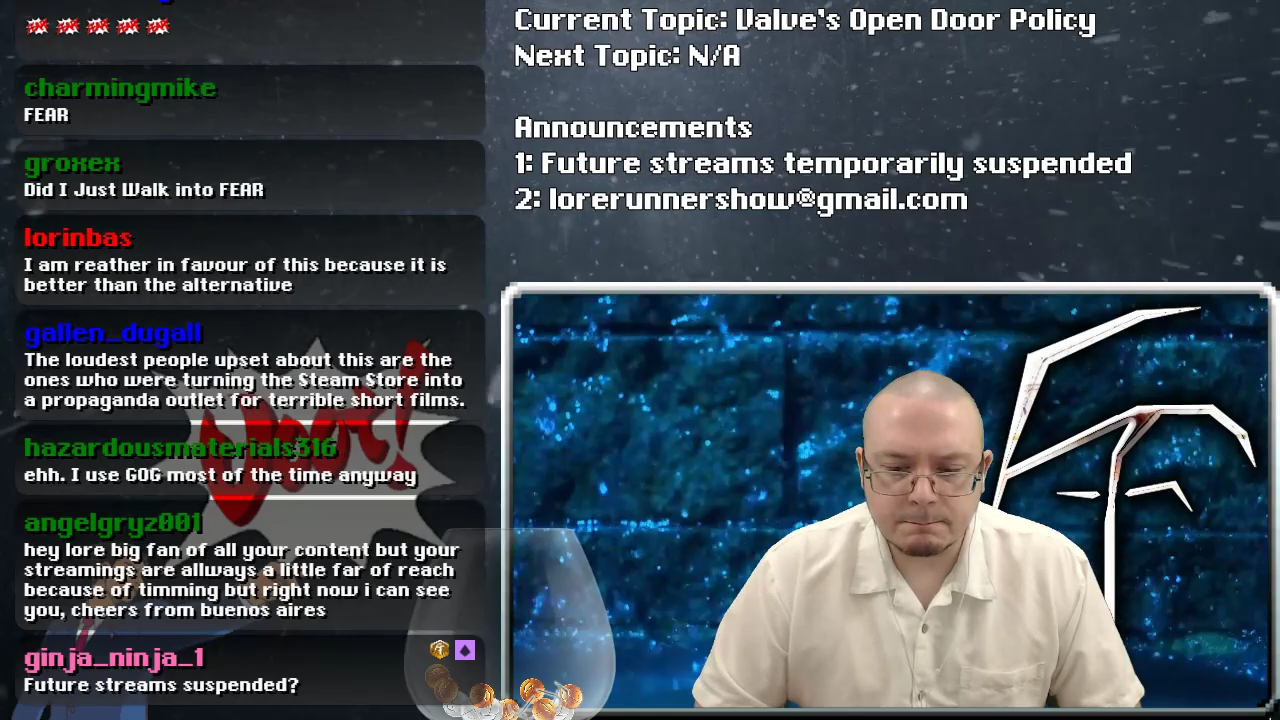 charmingmike
FEAR
groxex
Did I Just Walk into FEAR
lorinbas
I am reather in favour of this because it is
better than the alternative
gallen_dugall
The loudest people upset about this are the
ones who were turning the Steam Store into
a propaganda outlet for terrible short films.
hazardousmaterials316
ehh. I use GOG most of the time anyway
angelgryz001
hey lore big fan of all your content but your
streamings are allways a little far of reach
because of timming but right now i can see
you, cheers from buenos aires
ginja_ninja_1
Future streams suspended?
Current Topic: Valve's Open Door Policy
Next Topic: N/A
Announcements
1: Future streams temporarily suspended
2: lorerunnershow@gmail.com